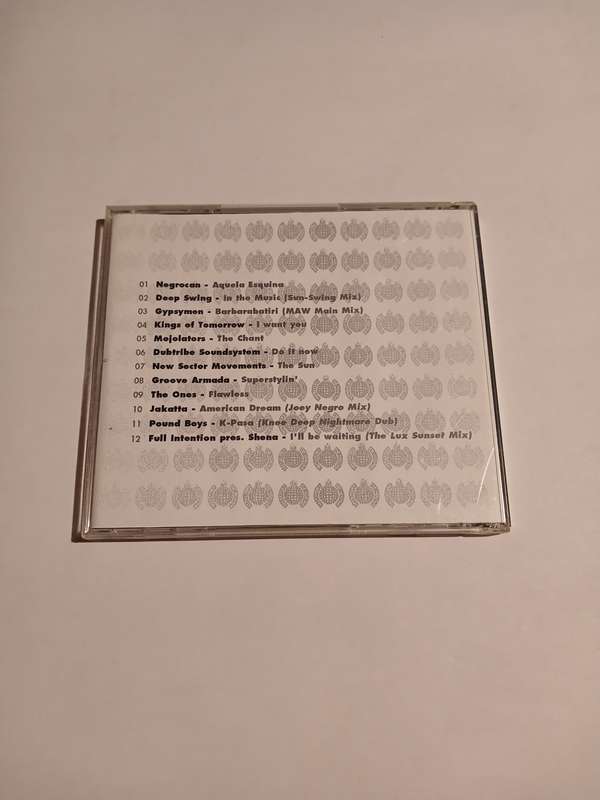 01 Negrocan - Aquela Esquina
02 Deep Swing - In the Music (Sun-Swing Mix)
03 Gypsymen - Barbarabatiri (MAW Main Mix)
04 Kings of Tomorrow - I want you
05 Mojolators - The Chant
06 Dubtribe Soundsystem - Do it now
07 New Sector Movements - The Sun
08 Groove Armada - Superstylin'
09 The Ones - Flawless
10 Jakatta - American Dream (Joey Negro Mix)
11 Pound Boys - K-Pasa (Knee Deep Nightmare Dub)
12 Full Intention pres. Shena - I'll be waiting (The Lux Sunset Mix)